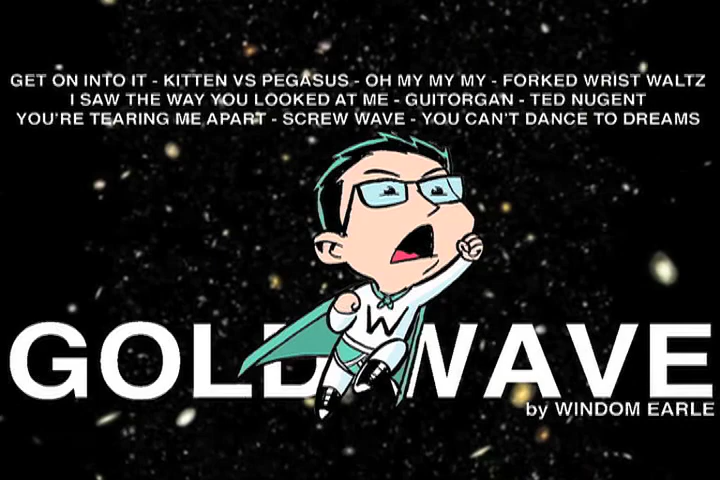 GET ON INTO IT - KITTEN VS PEGASUS - OH MY MY MY - FORKED WRIST WALTZ
I SAW THE WAY YOU LOOKED AT ME - GUITORGAN - TED NUGENT
YOU'RE TEARING ME APART - SCREW WAVE - YOU CAN'T DANCE TO DREAMS
W
GOLD WAVE
by WINDOM EARLE